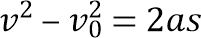 v² – v₀² = 2as